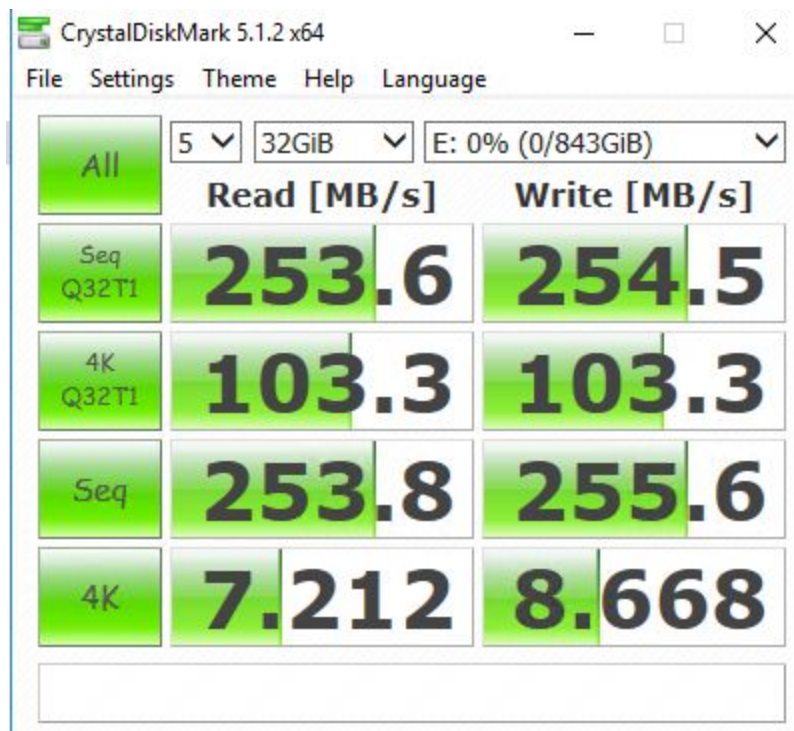 CrystalDiskMark 5.1.2 x64
File Settings Theme Help Language
All 5 32GiB E: 0% (0/843GiB)
Read [MB/s] Write [MB/s]
Seq Q32T1 253.6 254.5
4K Q32T1 103.3 103.3
Seq 253.8 255.6
4K 7.212 8.668